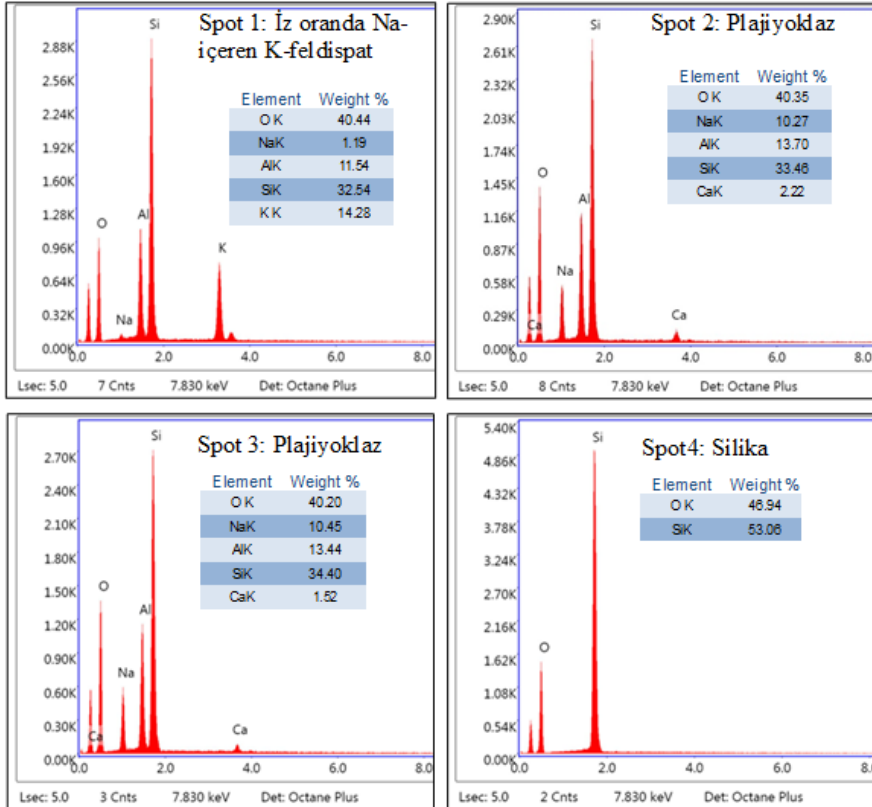 Spot 1: İz oranda Na-
içeren K-feldispat
Si
2.88K
2.56K
2.24K
1.92K
1.60K
1.28K
0.96K
0.64K
0.32K
0.00K
Element Weight %
O K 40.44
NaK 1.19
AlK 11.54
SiK 32.54
K K 14.28
O
Na
Al
K
0.0 2.0 4.0 6.0 8.0
Lsec: 5.0 7 Cnts 7.830 keV Det: Octane Plus
Spot 2: Plajiyoklaz
Si
2.90K
2.61K
2.32K
2.03K
1.74K
1.45K
1.16K
0.87K
0.58K
0.29K
0.00K
Element Weight %
O K 40.35
NaK 10.27
AlK 13.70
SiK 33.46
CaK 2.22
O
Al
Na
Ca
Ca
0.0 2.0 4.0 6.0 8.0
Lsec: 5.0 8 Cnts 7.830 keV Det: Octane Plus
Spot 3: Plajiyoklaz
Si
2.70K
2.40K
2.10K
1.80K
1.50K
1.20K
0.90K
0.60K
0.30K
0.00K
Element Weight %
O K 40.20
NaK 10.45
AlK 13.44
SiK 34.40
CaK 1.52
O
Al
Na
Ca
Ca
0.0 2.0 4.0 6.0 8.0
Lsec: 5.0 3 Cnts 7.830 keV Det: Octane Plus
Spot4: Silika
Si
5.40K
4.86K
4.32K
3.78K
3.24K
2.70K
2.16K
1.62K
1.08K
0.54K
0.00K
Element Weight %
O K 46.94
SiK 53.06
O
0.0 2.0 4.0 6.0 8.0
Lsec: 5.0 2 Cnts 7.830 keV Det: Octane Plus